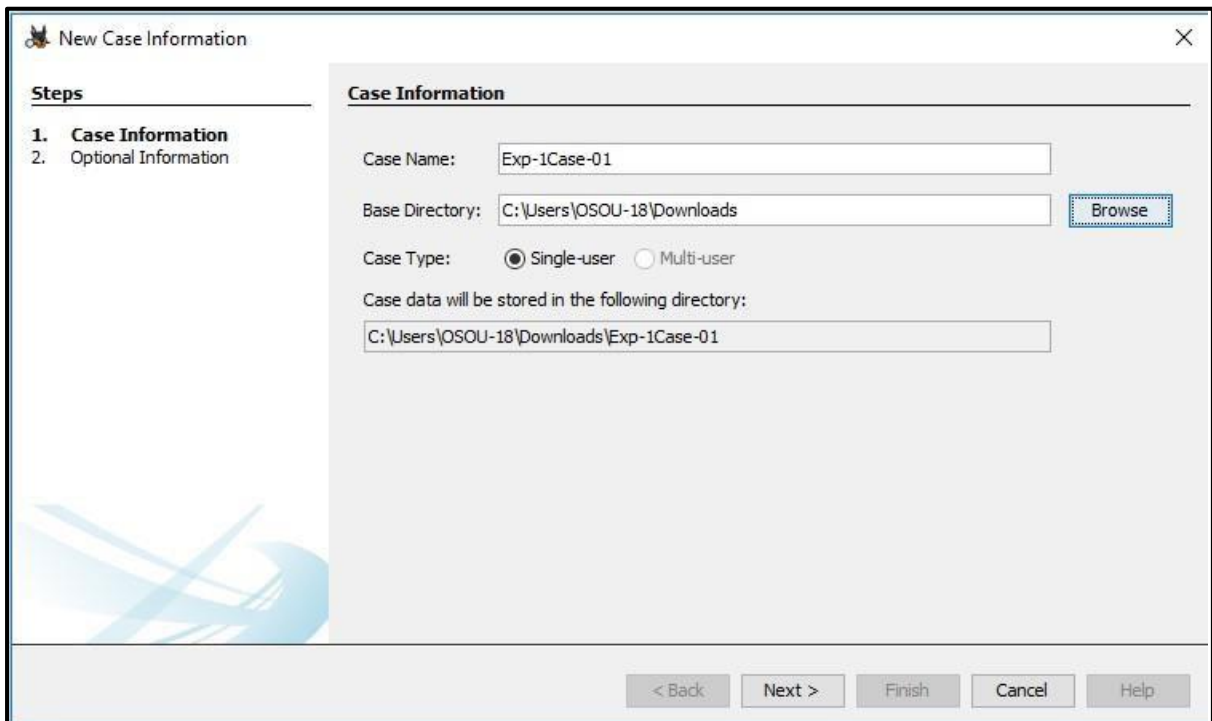 New Case Information
Steps
1. Case Information
2. Optional Information
Case Information
Case Name: Exp-1Case-01
Base Directory: C:\Users\OSOU-18\Downloads Browse
Case Type: Single-user Multi-user
Case data will be stored in the following directory:
C:\Users\OSOU-18\Downloads\Exp-1Case-01
< Back Next > Finish Cancel Help